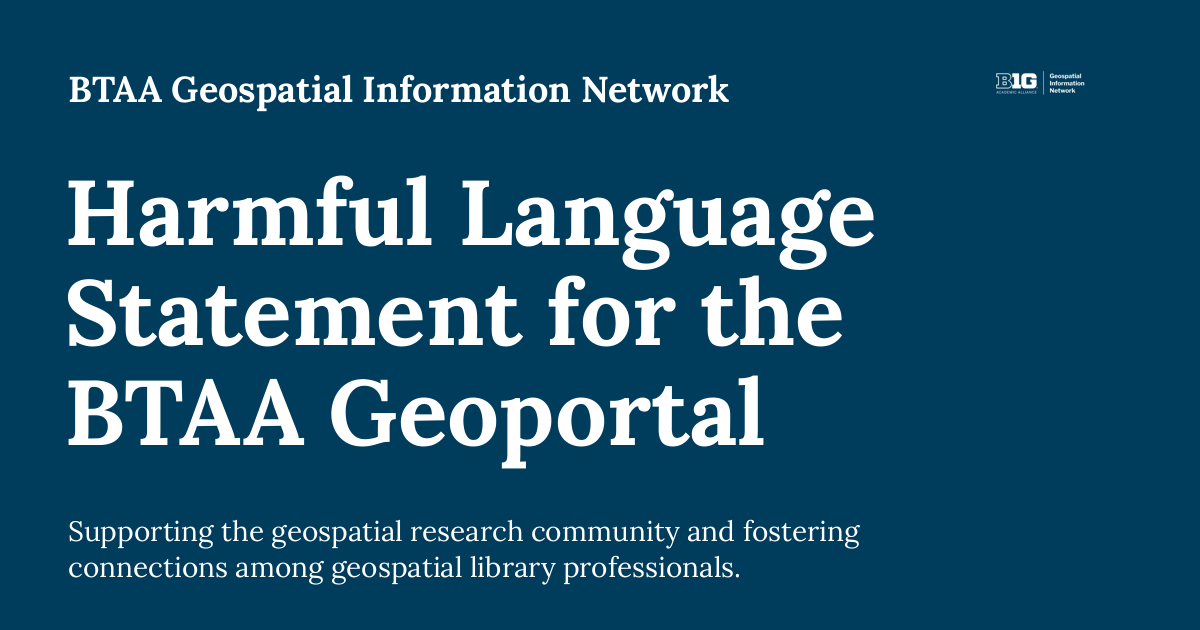 BTAA Geospatial Information Network
B1G
ACADEMIC ALLIANCE
Geospatial
Information
Network
Harmful Language
Statement for the
BTAA Geoportal
Supporting the geospatial research community and fostering
connections among geospatial library professionals.